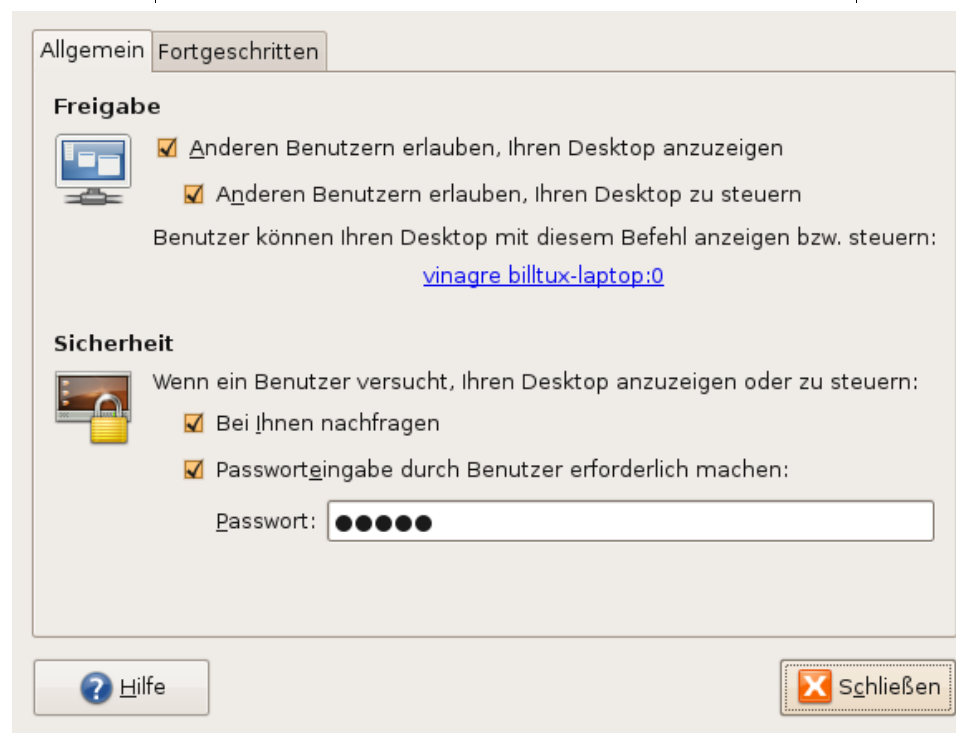 Allgemein Fortgeschritten
Freigabe
Anderen Benutzern erlauben, Ihren Desktop anzuzeigen
Anderen Benutzern erlauben, Ihren Desktop zu steuern
Benutzer können Ihren Desktop mit diesem Befehl anzeigen bzw. steuern:
vinagre billtux-laptop:0
Sicherheit
Wenn ein Benutzer versucht, Ihren Desktop anzuzeigen oder zu steuern:
Bei Ihnen nachfragen
Passworteingabe durch Benutzer erforderlich machen:
Passwort: ●●●●●
Hilfe Schließen